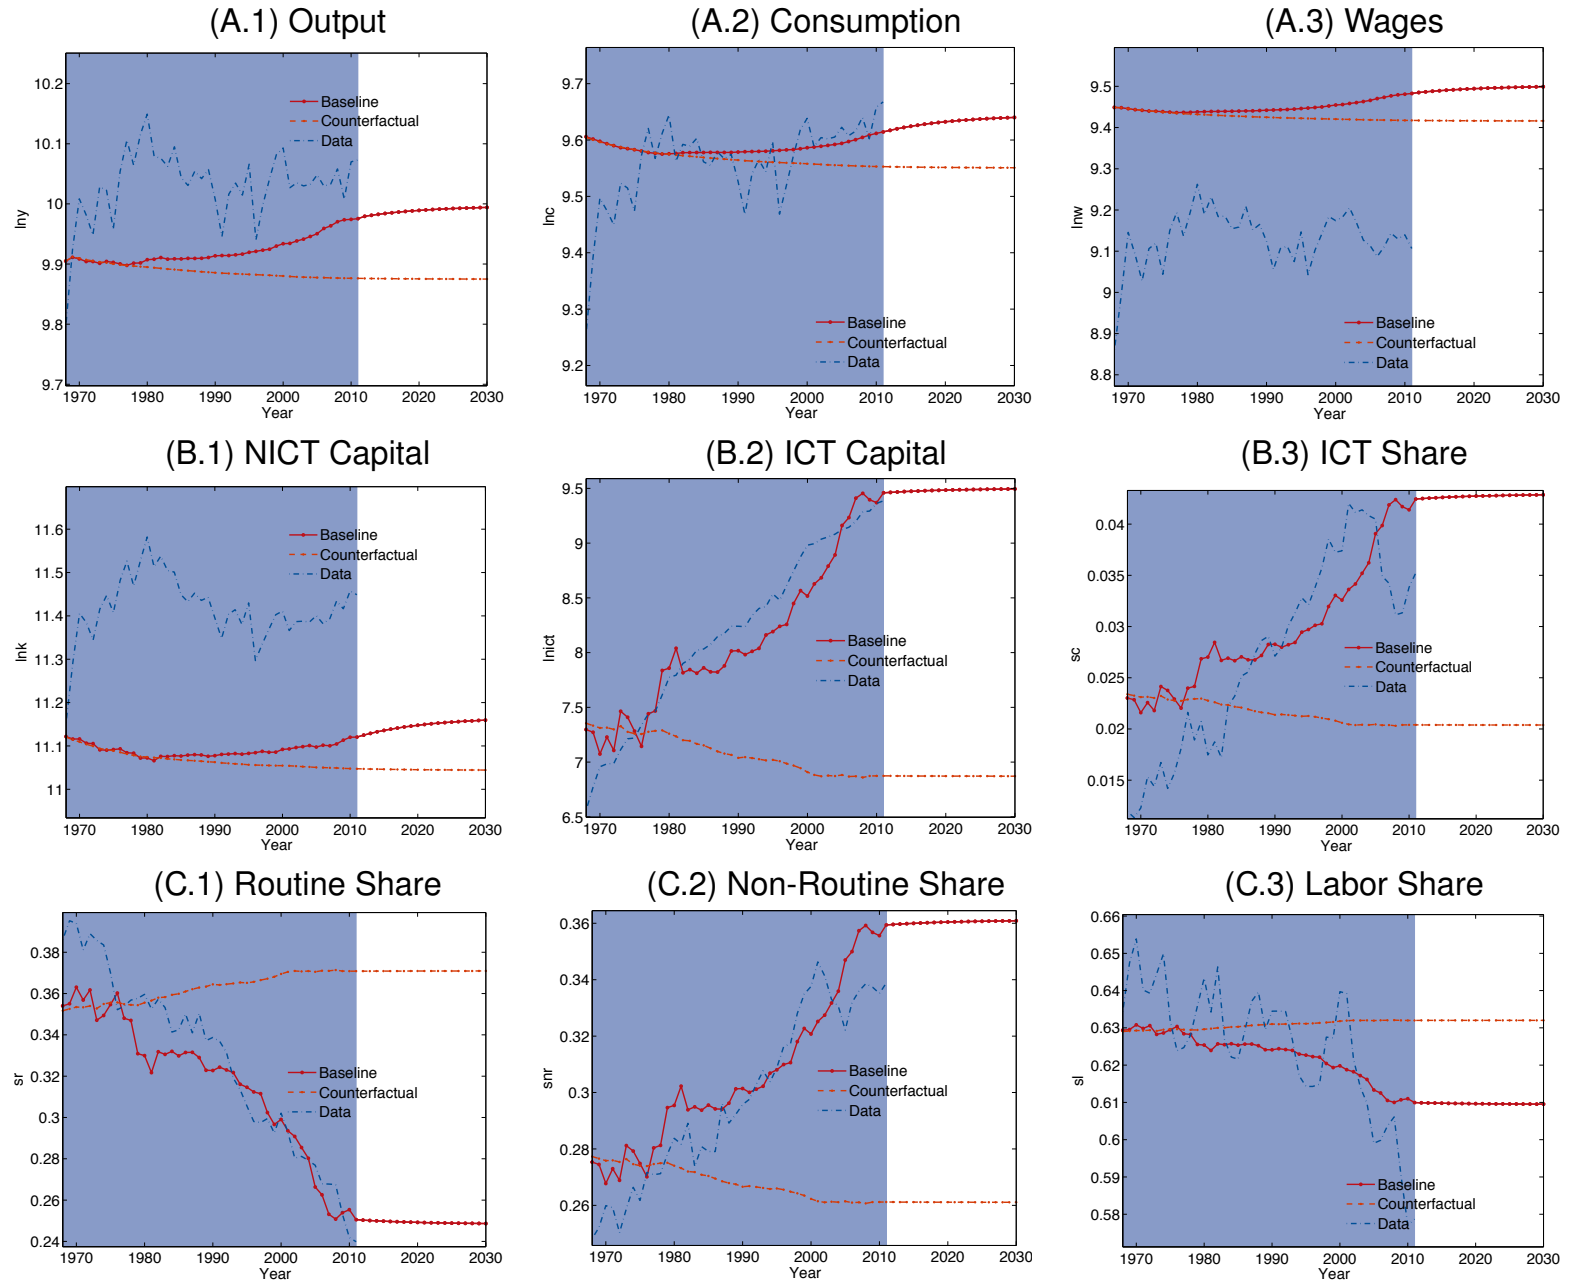 (A.1) Output
10.2
10.1
10
9.9
9.8
9.7
lny
Baseline
Counterfactual
Data
1970 1980 1990 2000 2010 2020 2030
Year
(A.2) Consumption
9.7
9.6
9.5
9.4
9.3
9.2
lnc
Baseline
Counterfactual
Data
1970 1980 1990 2000 2010 2020 2030
Year
(A.3) Wages
9.5
9.4
9.3
9.2
9.1
9
8.9
8.8
lnw
Baseline
Counterfactual
Data
1970 1980 1990 2000 2010 2020 2030
Year
(B.1) NICT Capital
11.6
11.5
11.4
11.3
11.2
11.1
11
lnk
Baseline
Counterfactual
Data
1970 1980 1990 2000 2010 2020 2030
Year
(B.2) ICT Capital
9.5
9
8.5
8
7.5
7
6.5
lnict
Baseline
Counterfactual
Data
1970 1980 1990 2000 2010 2020 2030
Year
(B.3) ICT Share
0.04
0.035
0.03
0.025
0.02
0.015
sc
Baseline
Counterfactual
Data
1970 1980 1990 2000 2010 2020 2030
Year
(C.1) Routine Share
0.38
0.36
0.34
0.32
0.3
0.28
0.26
0.24
sr
Baseline
Counterfactual
Data
1970 1980 1990 2000 2010 2020 2030
Year
(C.2) Non-Routine Share
0.36
0.34
0.32
0.3
0.28
0.26
snr
Baseline
Counterfactual
Data
1970 1980 1990 2000 2010 2020 2030
Year
(C.3) Labor Share
0.66
0.65
0.64
0.63
0.62
0.61
0.6
0.59
0.58
sl
Baseline
Counterfactual
Data
1970 1980 1990 2000 2010 2020 2030
Year